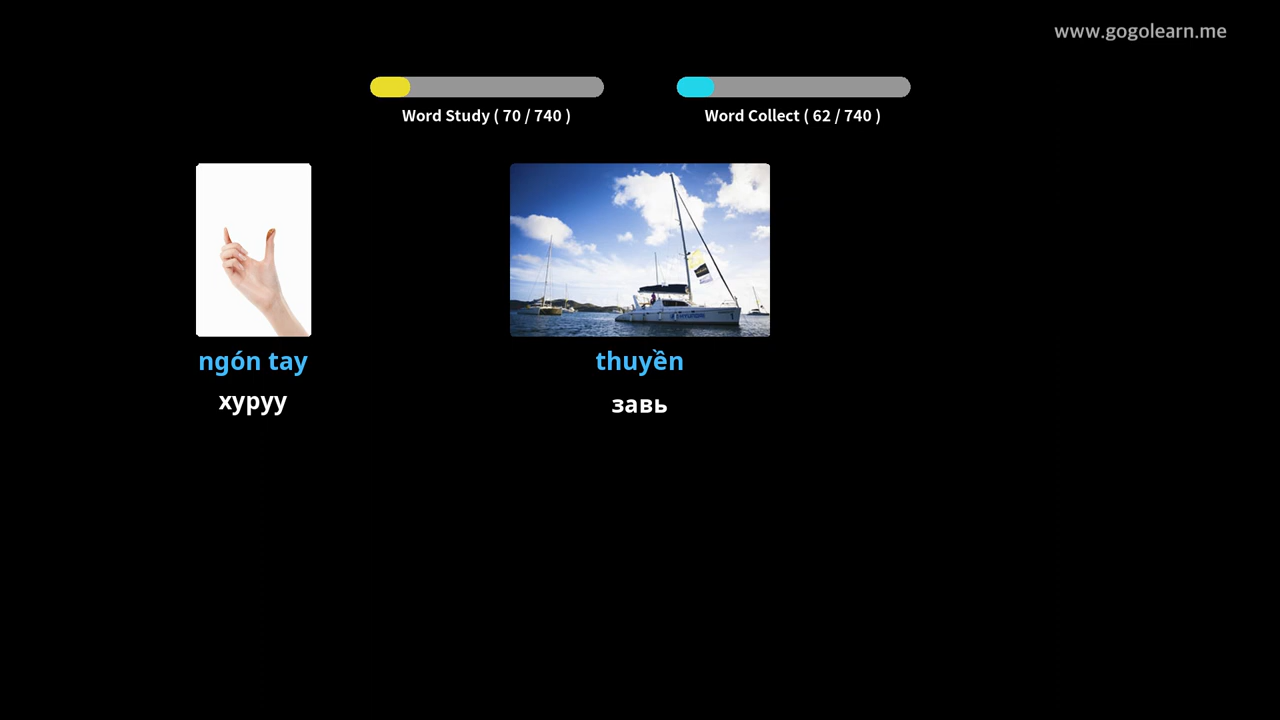 www.gogolearn.me
Word Study ( 70 / 740 )
Word Collect ( 62 / 740 )
ngón tay
хуруу
thuyền
завь